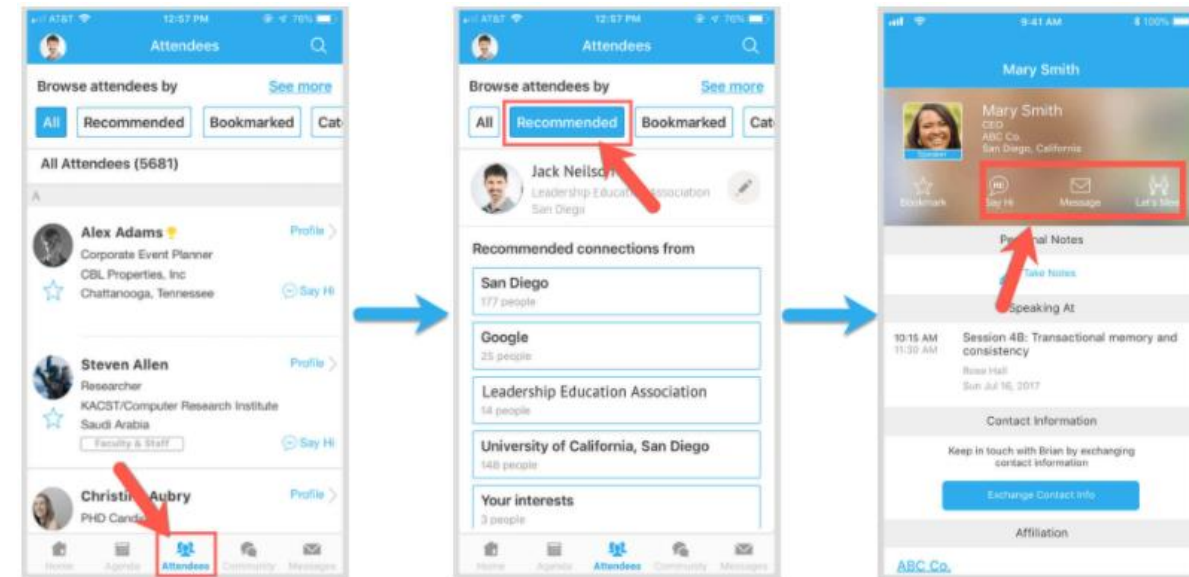 AT&T 12:57 PM 76%
Attendees
Browse attendees by See more
All Recommended Bookmarked Cat
All Attendees (5681)
A
Alex Adams Profile
Corporate Event Planner
CBL Properties, Inc
Chattanooga, Tennessee Say Hi
Steven Allen Profile
Researcher
KACST/Computer Research Institute
Saudi Arabia
Faculty & Staff Say Hi
Aubry Profile
PHD
Home Agenda Attendees Community Messages
AT&T 12:57 PM 76%
Attendees
Browse attendees by See more
All Recommended Bookmarked Cat
Jack
Leadership Association
San Diego
Recommended connections from
San Diego
177 people
Google
25 people
Leadership Education Association
14 people
University of California, San Diego
148 people
Your interests
3 people
Home Agenda Attendees Community Messages
9:41 AM 100%
Mary Smith
Mary Smith
CEO
ABC Co.
San Diego, California
Speaker
HI
Bookmark Say Hi Message Let's
Notes
Take Notes
Speaking At
10:15 AM Session 4B: Transactional memory and
11:30 AM consistency
Rose Hall
Sun Jul 16, 2017
Contact Information
Keep in touch with Brian by exchanging
contact information
Exchange Contact Info
Affiliation
ABC Co.